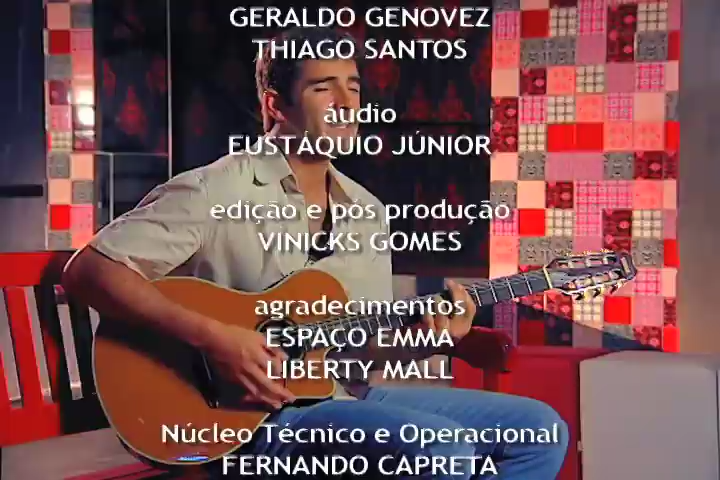 GERALDO GENOVEZ
THIAGO SANTOS
áudio
EUSTÁQUIO JÚNIOR
edição e pós produção
VINICKS GOMES
agradecimentos
ESPAÇO EMMA
LIBERTY MALL
Núcleo Técnico e Operacional
FERNANDO CAPRETA